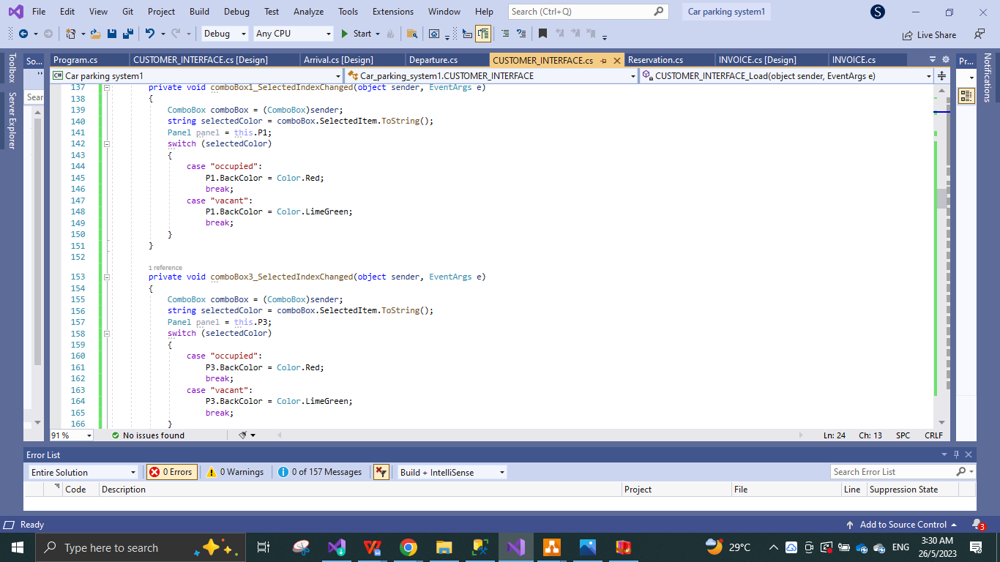 File Edit View Git Project Build Debug Test Analyze Tools Extensions Window Help Search (Ctrl+Q) Car parking system1 S
Debug Any CPU Start Live Share
Toolbox
Server Explorer
So...
Sear
Program.cs CUSTOMER_INTERFACE.cs [Design] Arrival.cs [Design] Departure.cs CUSTOMER_INTERFACE.cs Reservation.cs INVOICE.cs [Design] INVOICE.cs
Pr...
Notifications
Car parking system1 Car_parking_system1.CUSTOMER_INTERFACE CUSTOMER_INTERFACE_Load(object sender, EventArgs e)
137 private void comboBox1_SelectedIndexChanged(object sender, EventArgs e)
138 {
139 ComboBox comboBox = (ComboBox)sender;
140 string selectedColor = comboBox.SelectedItem.ToString();
141 Panel panel = this.P1;
142 switch (selectedColor)
143 {
144 case "occupied":
145 P1.BackColor = Color.Red;
146 break;
147 case "vacant":
148 P1.BackColor = Color.LimeGreen;
149 break;
150 }
151 }
152
1 reference
153 private void comboBox3_SelectedIndexChanged(object sender, EventArgs e)
154 {
155 ComboBox comboBox = (ComboBox)sender;
156 string selectedColor = comboBox.SelectedItem.ToString();
157 Panel panel = this.P3;
158 switch (selectedColor)
159 {
160 case "occupied":
161 P3.BackColor = Color.Red;
162 break;
163 case "vacant":
164 P3.BackColor = Color.LimeGreen;
165 break;
166 }
91 % No issues found Ln: 24 Ch: 13 SPC CRLF
Error List
Entire Solution 0 Errors 0 Warnings 0 of 157 Messages Build + IntelliSense Search Error List
Code Description Project File Line Suppression State
Ready Add to Source Control 3
Type here to search 29°C ENG 3:30 AM
26/5/2023